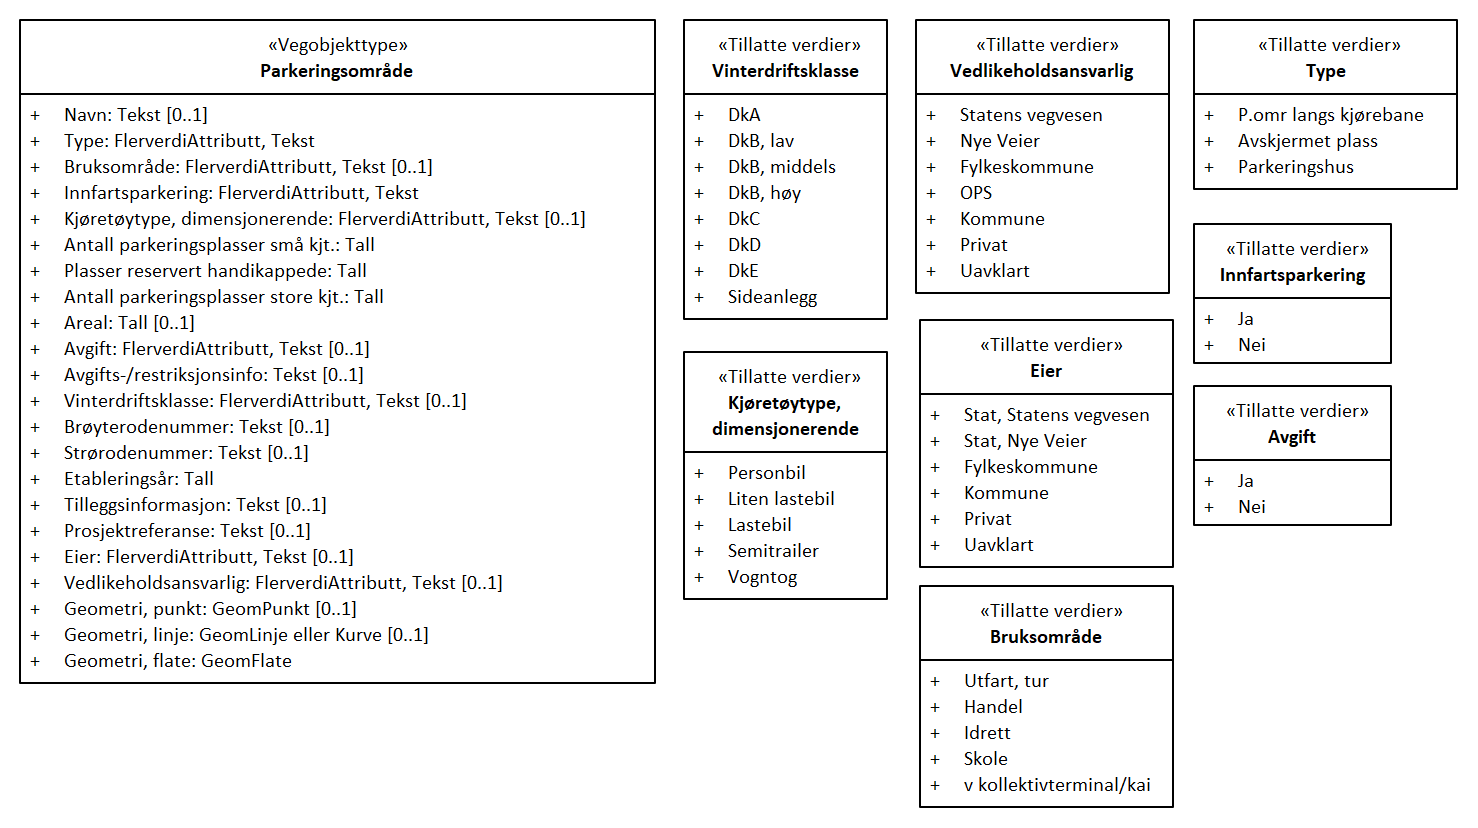 «Vegobjekttype»
Parkeringsområde
+ Navn: Tekst [0..1]
+ Type: FlerverdiAttributt, Tekst
+ Bruksområde: FlerverdiAttributt, Tekst [0..1]
+ Innfartsparkering: FlerverdiAttributt, Tekst
+ Kjøretøytype, dimensjonerende: FlerverdiAttributt, Tekst [0..1]
+ Antall parkeringsplasser små kjt.: Tall
+ Plasser reservert handikappede: Tall
+ Antall parkeringsplasser store kjt.: Tall
+ Areal: Tall [0..1]
+ Avgift: FlerverdiAttributt, Tekst [0..1]
+ Avgifts-/restriksjonsinfo: Tekst [0..1]
+ Vinterdriftsklasse: FlerverdiAttributt, Tekst [0..1]
+ Brøyterodenummer: Tekst [0..1]
+ Strørodenummer: Tekst [0..1]
+ Etableringsår: Tall
+ Tilleggsinformasjon: Tekst [0..1]
+ Prosjektreferanse: Tekst [0..1]
+ Eier: FlerverdiAttributt, Tekst [0..1]
+ Vedlikeholdsansvarlig: FlerverdiAttributt, Tekst [0..1]
+ Geometri, punkt: GeomPunkt [0..1]
+ Geometri, linje: GeomLinje eller Kurve [0..1]
+ Geometri, flate: GeomFlate
«Tillatte verdier»
Vinterdriftsklasse
+ DkA
+ DkB, lav
+ DkB, middels
+ DkB, høy
+ DkC
+ DkD
+ DkE
+ Sideanlegg
«Tillatte verdier»
Kjøretøytype,
dimensjonerende
+ Personbil
+ Liten lastebil
+ Lastebil
+ Semitrailer
+ Vogntog
«Tillatte verdier»
Vedlikeholdsansvarlig
+ Statens vegvesen
+ Nye Veier
+ Fylkeskommune
+ OPS
+ Kommune
+ Privat
+ Uavklart
«Tillatte verdier»
Eier
+ Stat, Statens vegvesen
+ Stat, Nye Veier
+ Fylkeskommune
+ Kommune
+ Privat
+ Uavklart
«Tillatte verdier»
Bruksområde
+ Utfart, tur
+ Handel
+ Idrett
+ Skole
+ v kollektivterminal/kai
«Tillatte verdier»
Type
+ P.omr langs kjørebane
+ Avskjermet plass
+ Parkeringshus
«Tillatte verdier»
Innfartsparkering
+ Ja
+ Nei
«Tillatte verdier»
Avgift
+ Ja
+ Nei